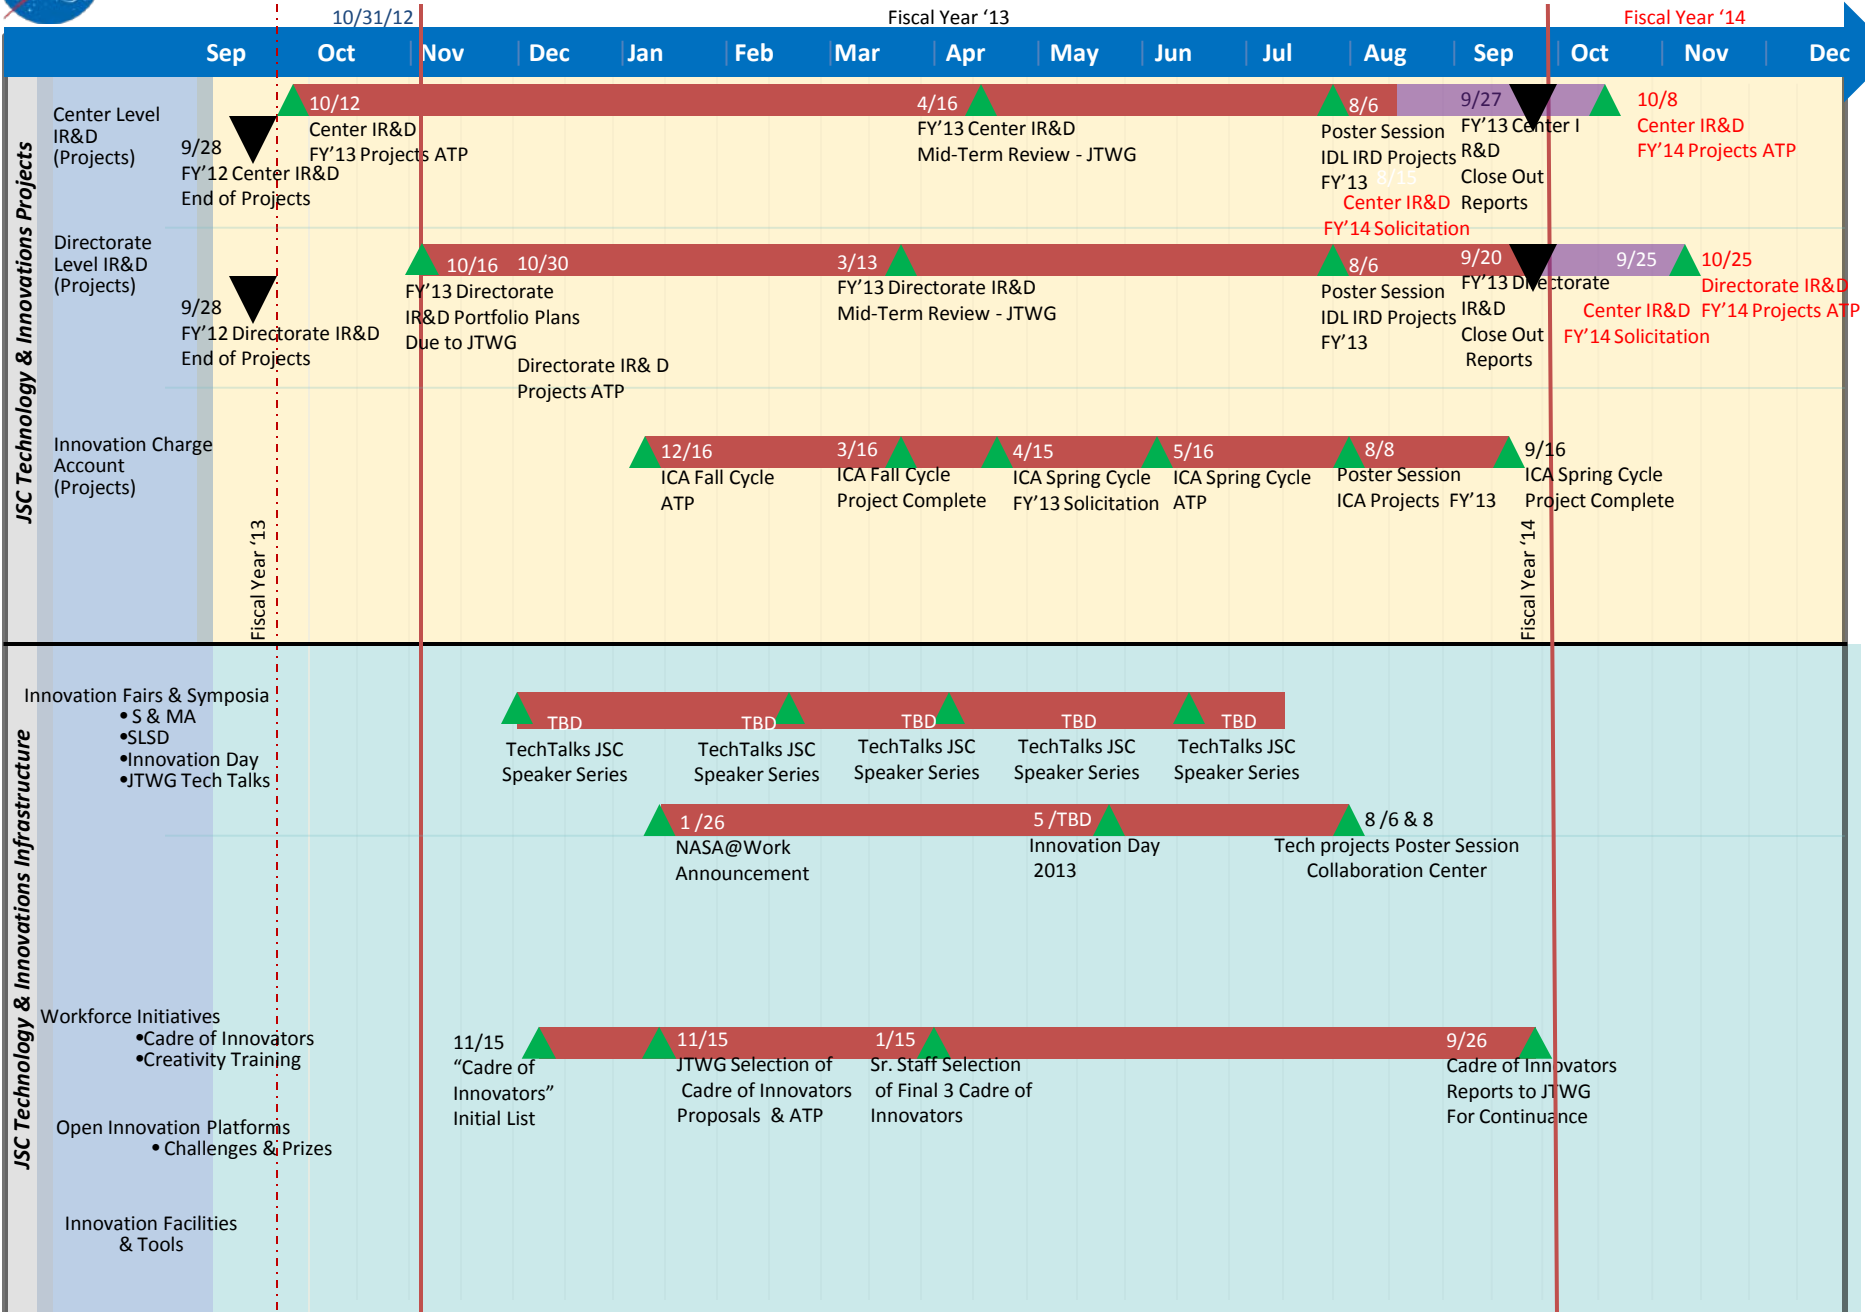 10/31/12
Fiscal Year ‘13
Fiscal Year ‘14
Sep Oct Nov Dec Jan Feb Mar Apr May Jun Jul Aug Sep Oct Nov Dec
JSC Technology & Innovations Projects
Center Level
IR&D
(Projects)
9/28
FY’12 Center IR&D
End of Projects
10/12
Center IR&D
FY’13 Projects ATP
4/16
FY’13 Center IR&D
Mid-Term Review - JTWG
8/6
Poster Session
IDL IRD Projects
FY’13
8/15
Center IR&D
FY’14 Solicitation
9/27
FY’13 Center I
R&D
Close Out
Reports
10/8
Center IR&D
FY’14 Projects ATP
Directorate
Level IR&D
(Projects)
9/28
FY’12 Directorate IR&D
End of Projects
10/16
FY’13 Directorate
IR&D Portfolio Plans
Due to JTWG
10/30
Directorate IR& D
Projects ATP
3/13
FY’13 Directorate IR&D
Mid-Term Review - JTWG
8/6
Poster Session
IDL IRD Projects
FY’13
9/20
FY’13 Directorate
IR&D
Close Out
Reports
9/25
Center IR&D
FY’14 Solicitation
10/25
Directorate IR&D
FY’14 Projects ATP
Innovation Charge
Account
(Projects)
12/16
ICA Fall Cycle
ATP
3/16
ICA Fall Cycle
Project Complete
4/15
ICA Spring Cycle
FY’13 Solicitation
5/16
ICA Spring Cycle
ATP
8/8
Poster Session
ICA Projects FY’13
9/16
ICA Spring Cycle
Project Complete
Fiscal Year ‘13
Fiscal Year ‘14
JSC Technology & Innovations Infrastructure
Innovation Fairs & Symposia
• S & MA
•SLSD
•Innovation Day
•JTWG Tech Talks
TBD
TechTalks JSC
Speaker Series
TBD
TechTalks JSC
Speaker Series
TBD
TechTalks JSC
Speaker Series
TBD
TechTalks JSC
Speaker Series
TBD
TechTalks JSC
Speaker Series
1 /26
NASA@Work
Announcement
5 /TBD
Innovation Day
2013
8 /6 & 8
Tech projects Poster Session
Collaboration Center
Workforce Initiatives
•Cadre of Innovators
•Creativity Training
11/15
“Cadre of
Innovators”
Initial List
11/15
JTWG Selection of
Cadre of Innovators
Proposals & ATP
1/15
Sr. Staff Selection
of Final 3 Cadre of
Innovators
9/26
Cadre of Innovators
Reports to JTWG
For Continuance
Open Innovation Platforms
• Challenges & Prizes
Innovation Facilities
& Tools